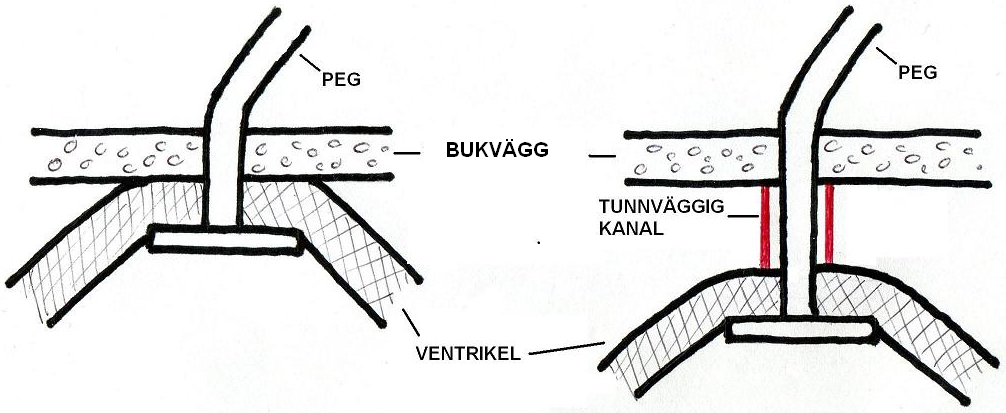 PEG
PEG
BUKVÄGG
TUNNVÄGGIG
KANAL
VENTRIKEL